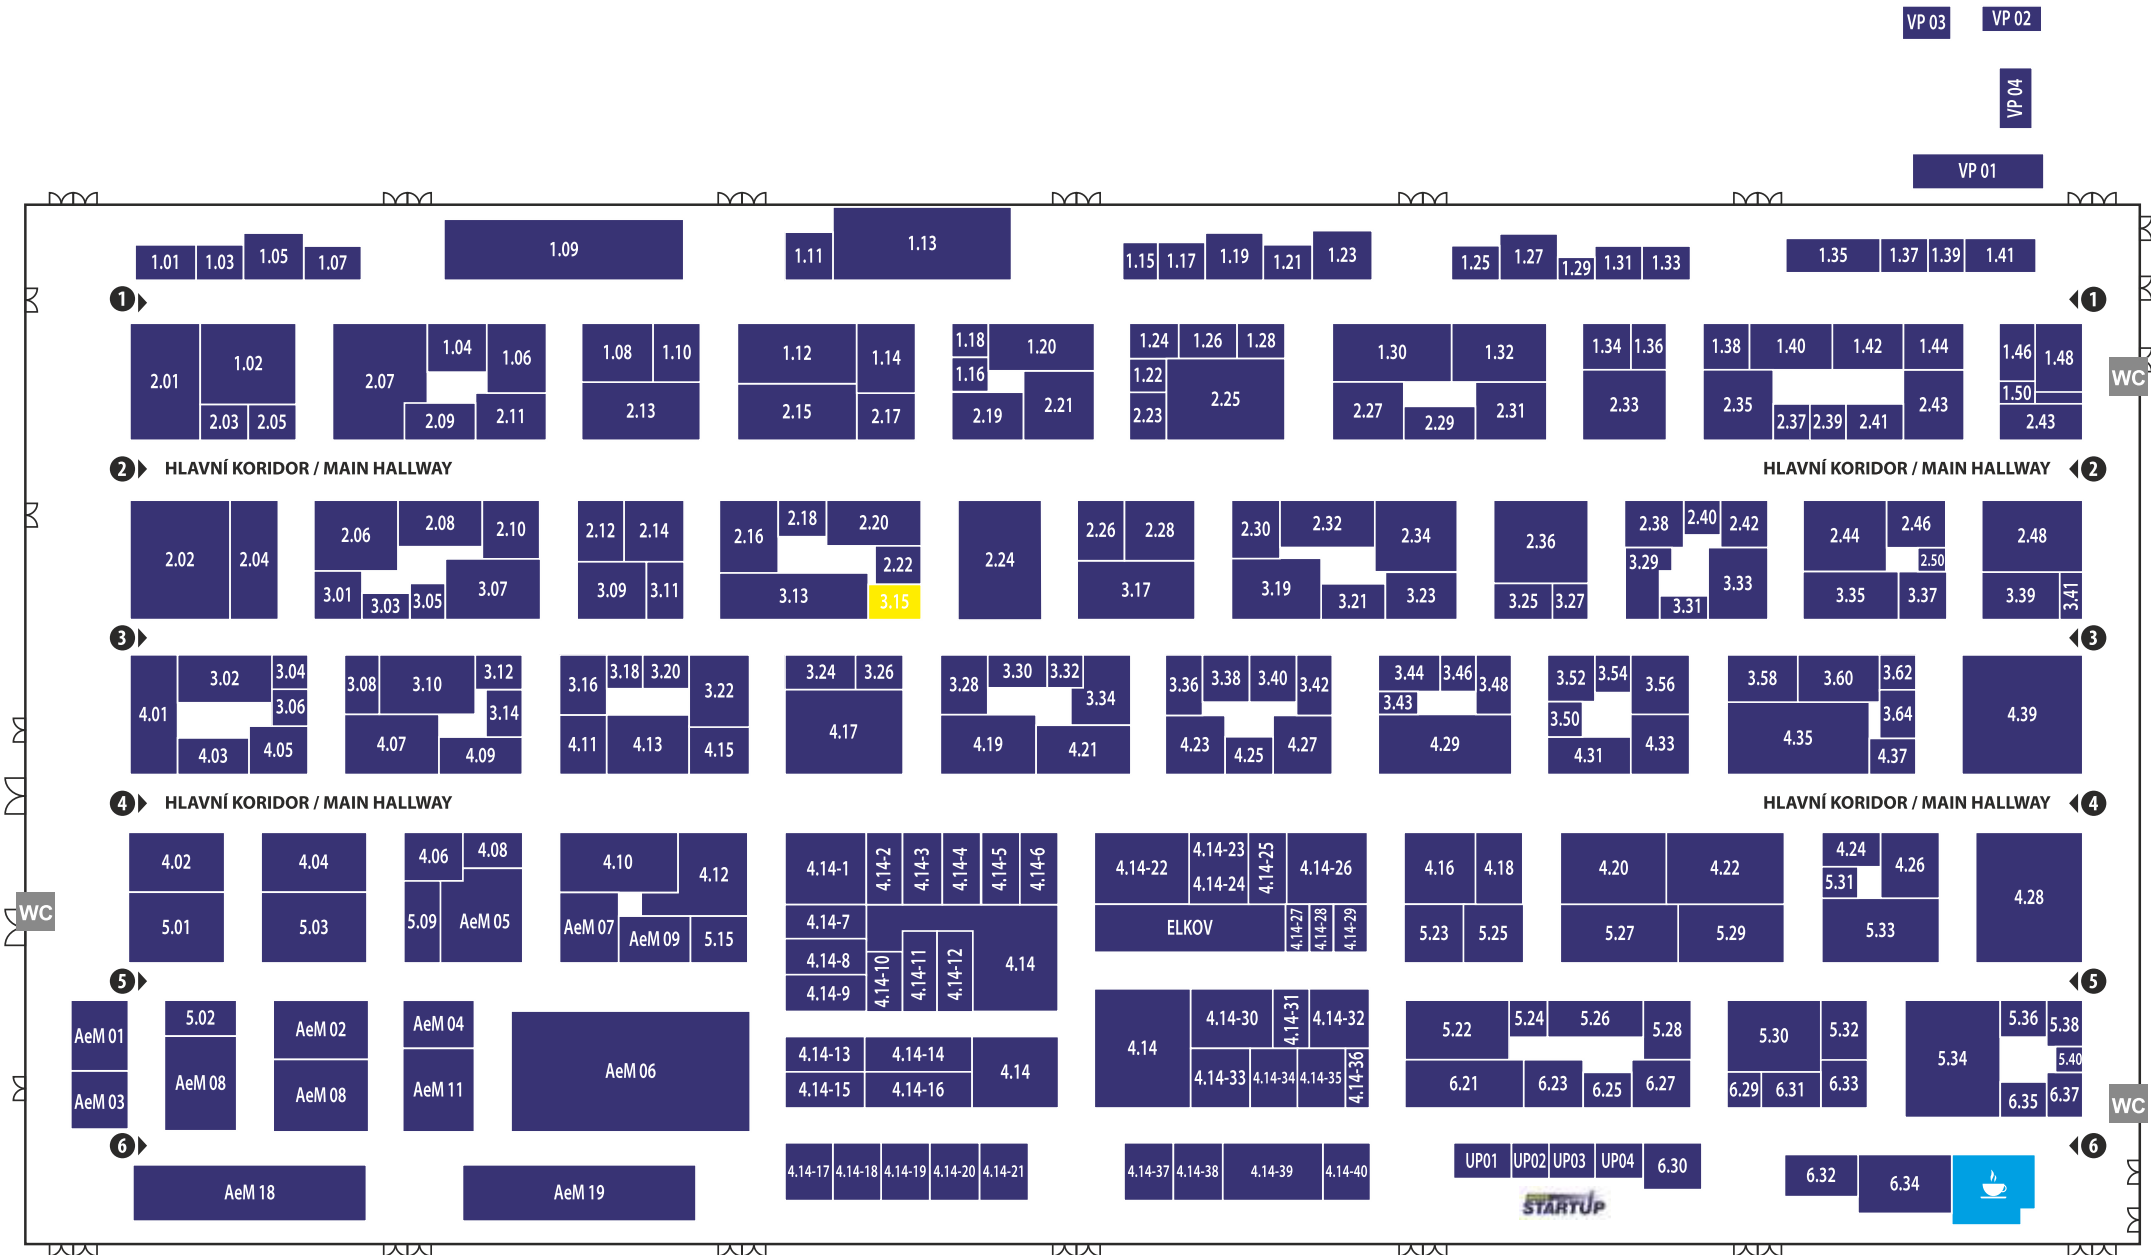 VP 03
VP 02
VP 04
VP 01
1.01 1.03 1.05 1.07 1.09 1.11 1.13 1.15 1.17 1.19 1.21 1.23 1.25 1.27 1.29 1.31 1.33 1.35 1.37 1.39 1.41
1 1
2.01 1.02 2.07 1.04 1.06 1.08 1.10 1.12 1.14 1.18 1.20 1.24 1.26 1.28 1.30 1.32 1.34 1.36 1.38 1.40 1.42 1.44 1.46 1.48
WC
1.16 1.22 1.50
2.03 2.05 2.09 2.11 2.13 2.15 2.17 2.19 2.21 2.23 2.25 2.27 2.29 2.31 2.33 2.35 2.37 2.39 2.41 2.43 2.43
2 HLAVNÍ KORIDOR / MAIN HALLWAY
HLAVNÍ KORIDOR / MAIN HALLWAY 2
2.02 2.04 2.06 2.08 2.10 2.12 2.14 2.16 2.18 2.20 2.22 2.24 2.26 2.28 2.30 2.32 2.34 2.36 2.38 2.40 2.42 2.44 2.46 2.50 2.48
3.01 3.03 3.05 3.07 3.09 3.11 3.13 3.15 3.17 3.19 3.21 3.23 3.25 3.27 3.29 3.31 3.33 3.35 3.37 3.39 3.41
3 3
4.01 3.02 3.04 3.06 3.08 3.10 3.12 3.14 3.16 3.18 3.20 3.22 3.24 3.26 3.28 3.30 3.32 3.34 3.36 3.38 3.40 3.42 3.44 3.46 3.43 3.48 3.52 3.54 3.50 3.56 3.58 3.60 3.62 3.64 4.39
4.03 4.05 4.07 4.09 4.11 4.13 4.15 4.17 4.19 4.21 4.23 4.25 4.27 4.29 4.31 4.33 4.35 4.37
4 HLAVNÍ KORIDOR / MAIN HALLWAY
HLAVNÍ KORIDOR / MAIN HALLWAY 4
4.02 4.04 4.06 4.08 4.10 4.12 4.14-1 4.14-2 4.14-3 4.14-4 4.14-5 4.14-6 4.14-22 4.14-23 4.14-24 4.14-25 4.14-26 4.16 4.18 4.20 4.22 4.24 4.26 4.28
WC
5.01 5.03 5.09 AeM 05 AeM 07 AeM 09 5.15 4.14-7 4.14-8 4.14-9 4.14-10 4.14-11 4.14-12 4.14 ELKOV 4.14-27 4.14-28 4.14-29 5.23 5.25 5.27 5.29 5.31 5.33
5 5
AeM 01 5.02 AeM 02 AeM 04 AeM 06 4.14-13 4.14-14 4.14 4.14 4.14-30 4.14-31 4.14-32 5.22 5.24 5.26 5.28 5.30 5.32 5.34 5.36 5.38 5.40
AeM 03 AeM 08 AeM 08 AeM 11 4.14-15 4.14-16 4.14-33 4.14-34 4.14-35 4.14-36 6.21 6.23 6.25 6.27 6.29 6.31 6.33 6.35 6.37
WC
6 6
AeM 18 AeM 19 4.14-17 4.14-18 4.14-19 4.14-20 4.14-21 4.14-37 4.14-38 4.14-39 4.14-40 UP01 UP02 UP03 UP04 6.30 6.32 6.34
STARTUP